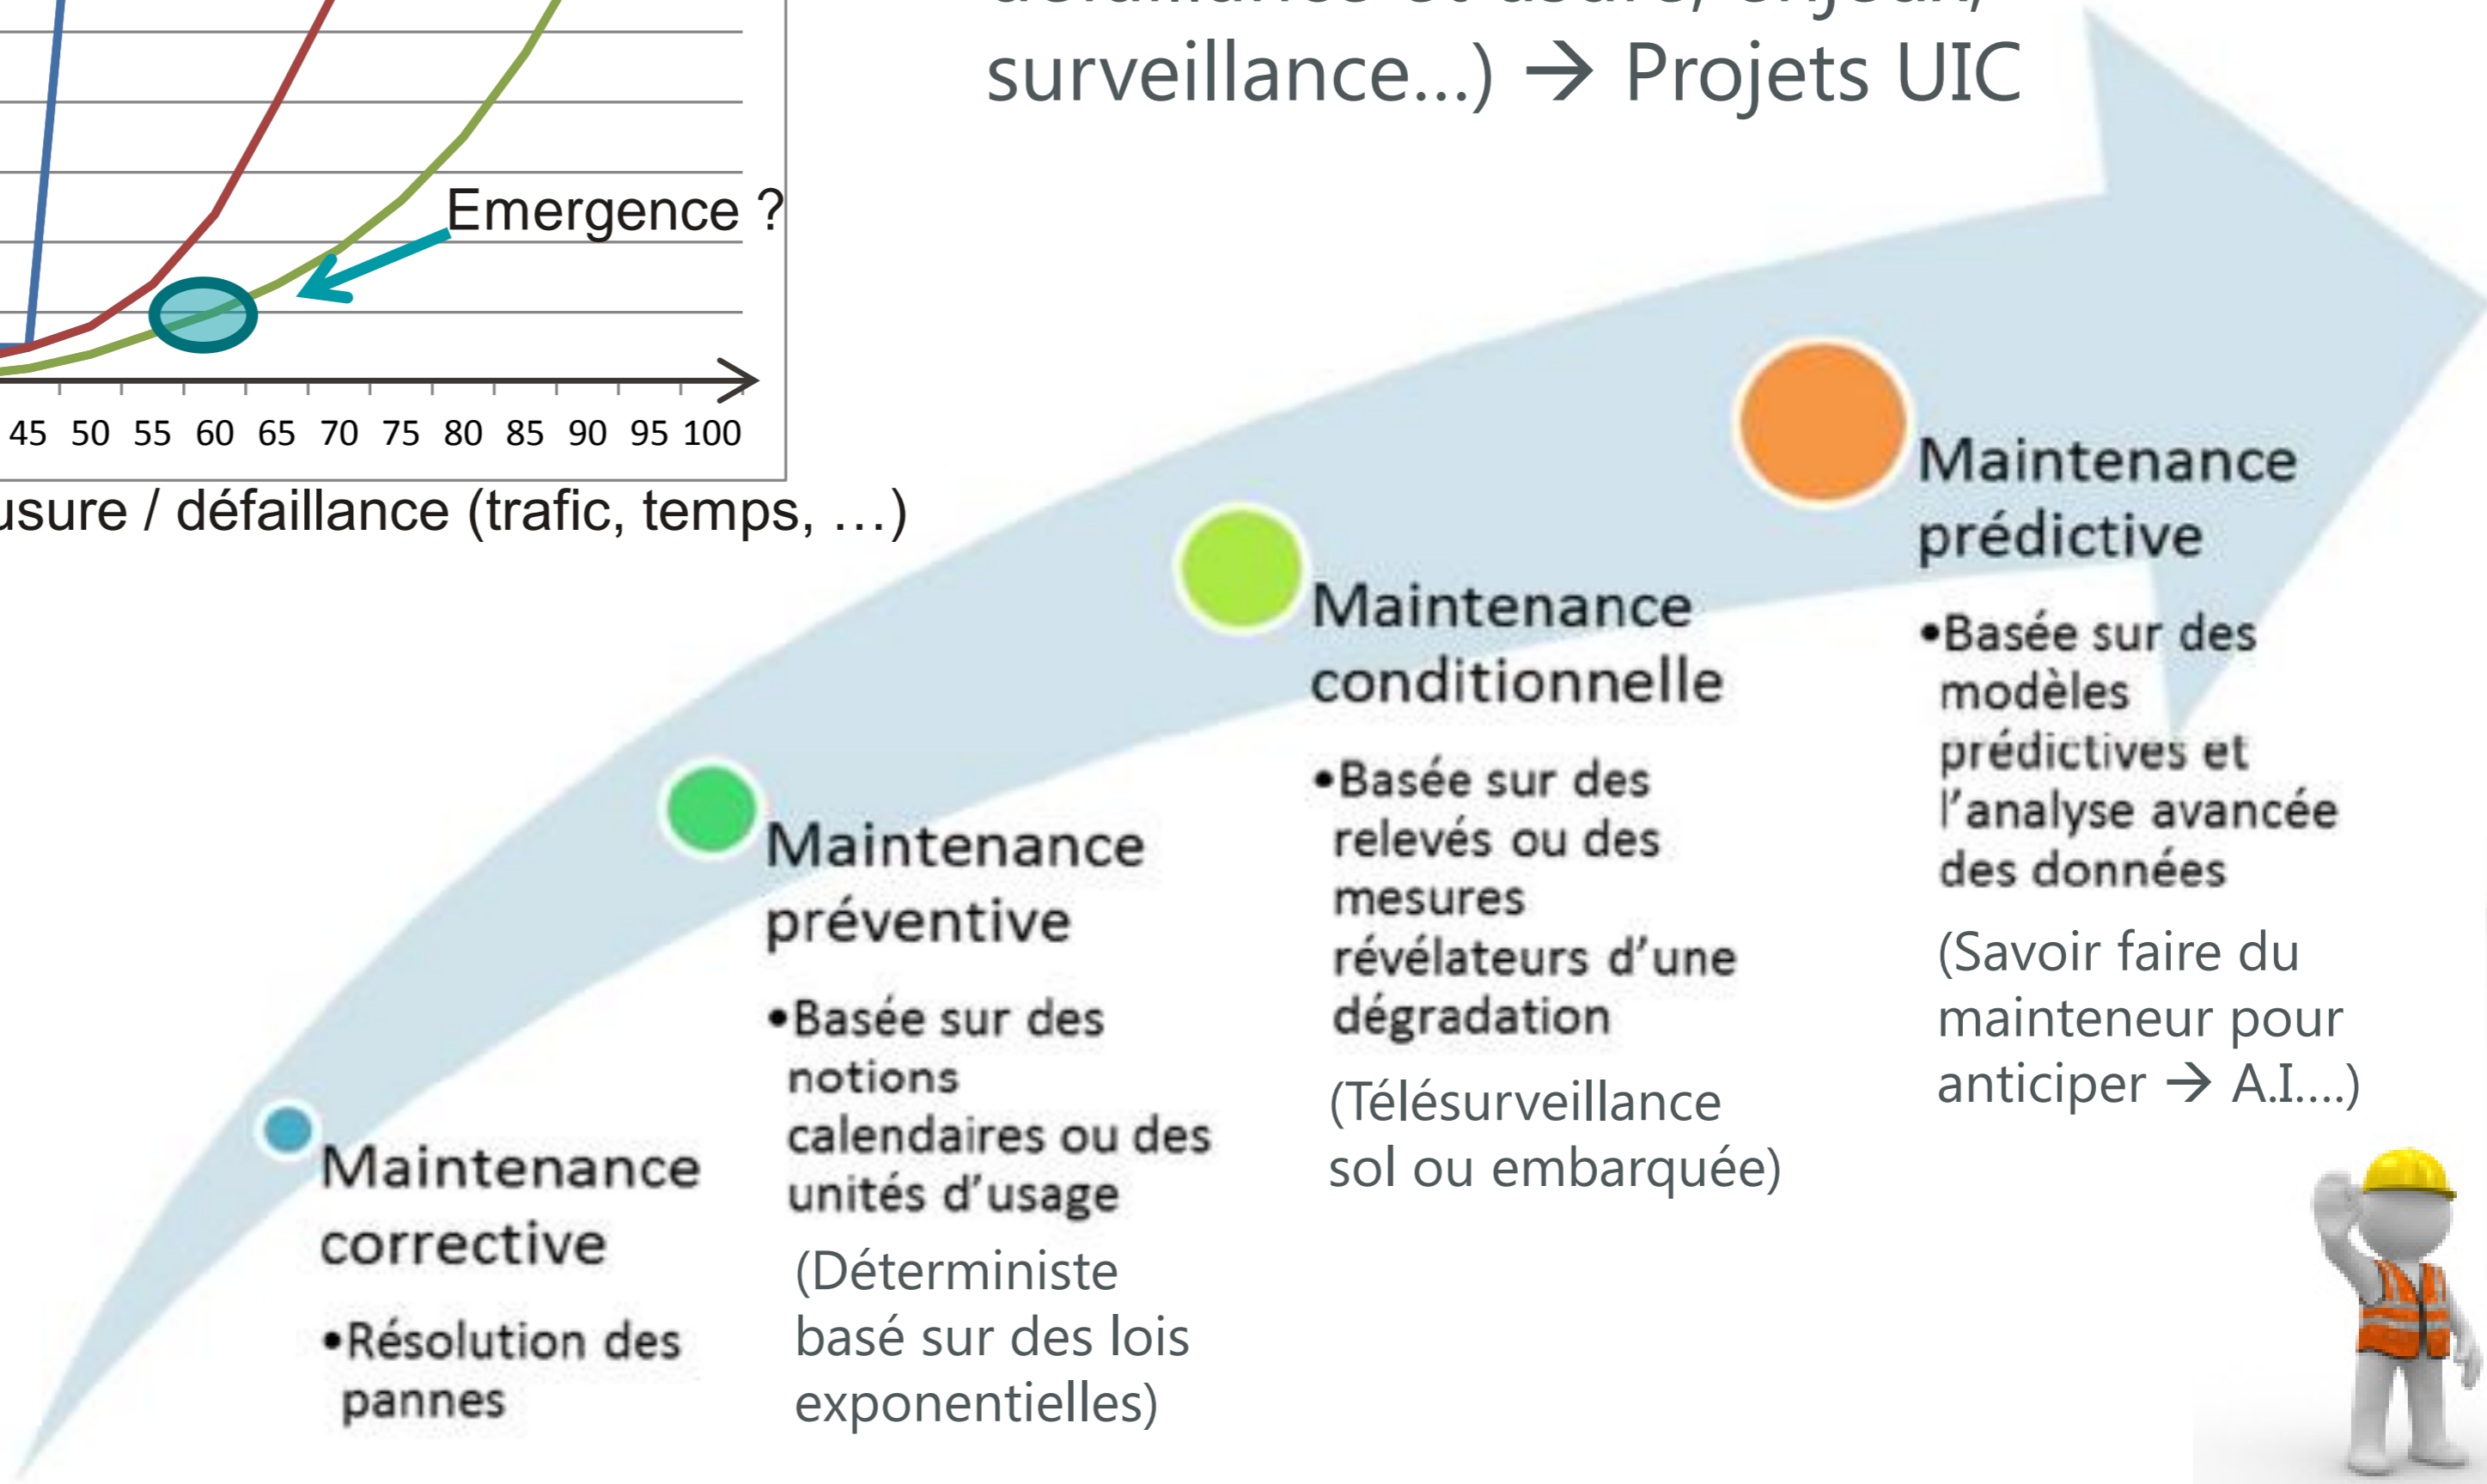 défaillance et usure, enjeux,
surveillance...) → Projets UIC
Emergence ?
45 50 55 60 65 70 75 80 85 90 95 100
usure / défaillance (trafic, temps, …)
Maintenance
prédictive
•Basée sur des
modèles
prédictives et
l'analyse avancée
des données
(Savoir faire du
mainteneur pour
anticiper → A.I.…)
Maintenance
conditionnelle
•Basée sur des
relevés ou des
mesures
révélateurs d'une
dégradation
(Télésurveillance
sol ou embarquée)
Maintenance
préventive
•Basée sur des
notions
calendaires ou des
unités d'usage
(Déterministe
basé sur des lois
exponentielles)
Maintenance
corrective
•Résolution des
pannes